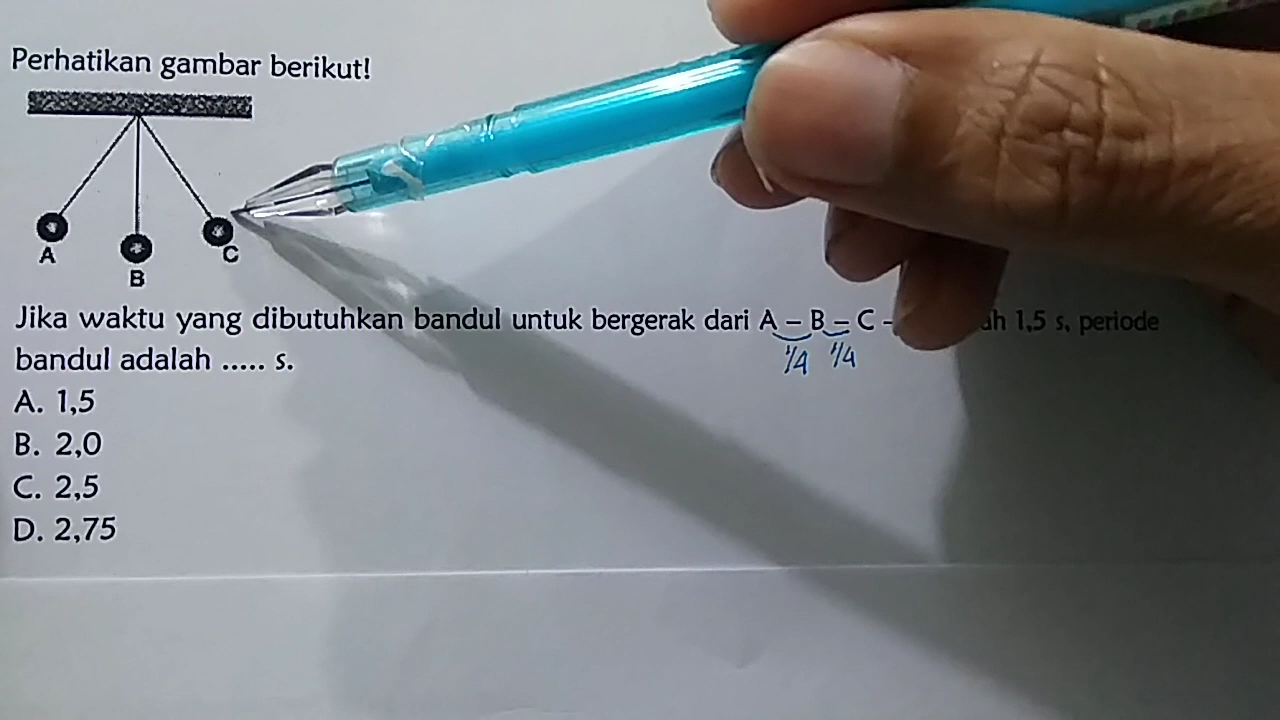 Perhatikan gambar berikut!
A
C
B
Jika waktu yang dibutuhkan bandul untuk bergerak dari A – B – C - 1,5 s, periode
1/4 1/4
bandul adalah ..... s.
A. 1,5
B. 2,0
C. 2,5
D. 2,75